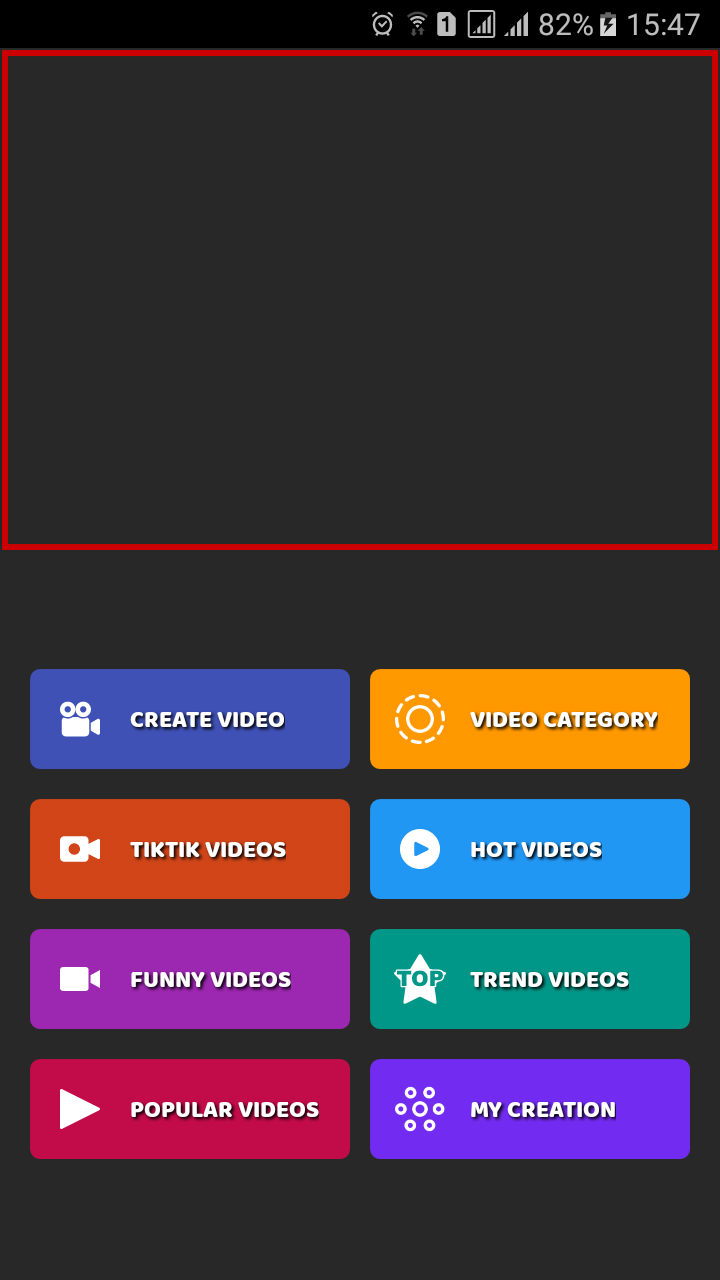 1 82% 15:47
CREATE VIDEO
VIDEO CATEGORY
TIKTIK VIDEOS
HOT VIDEOS
FUNNY VIDEOS
TOP TREND VIDEOS
POPULAR VIDEOS
MY CREATION